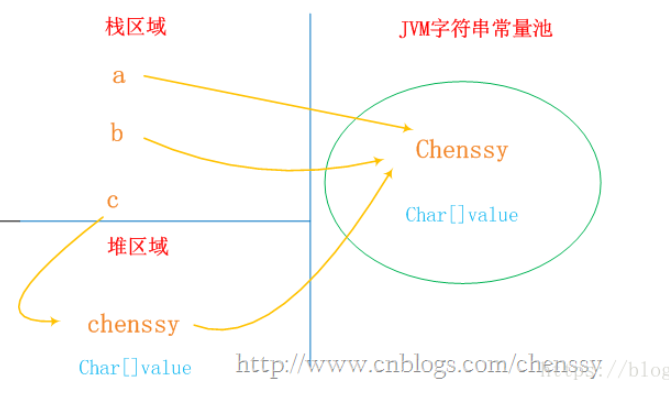 栈区域
JVM字符串常量池
a
b
c
Chenssy
Char[]value
堆区域
chenssy
Char[]value
http://www.cnblogs.com/chenssy
https://blog